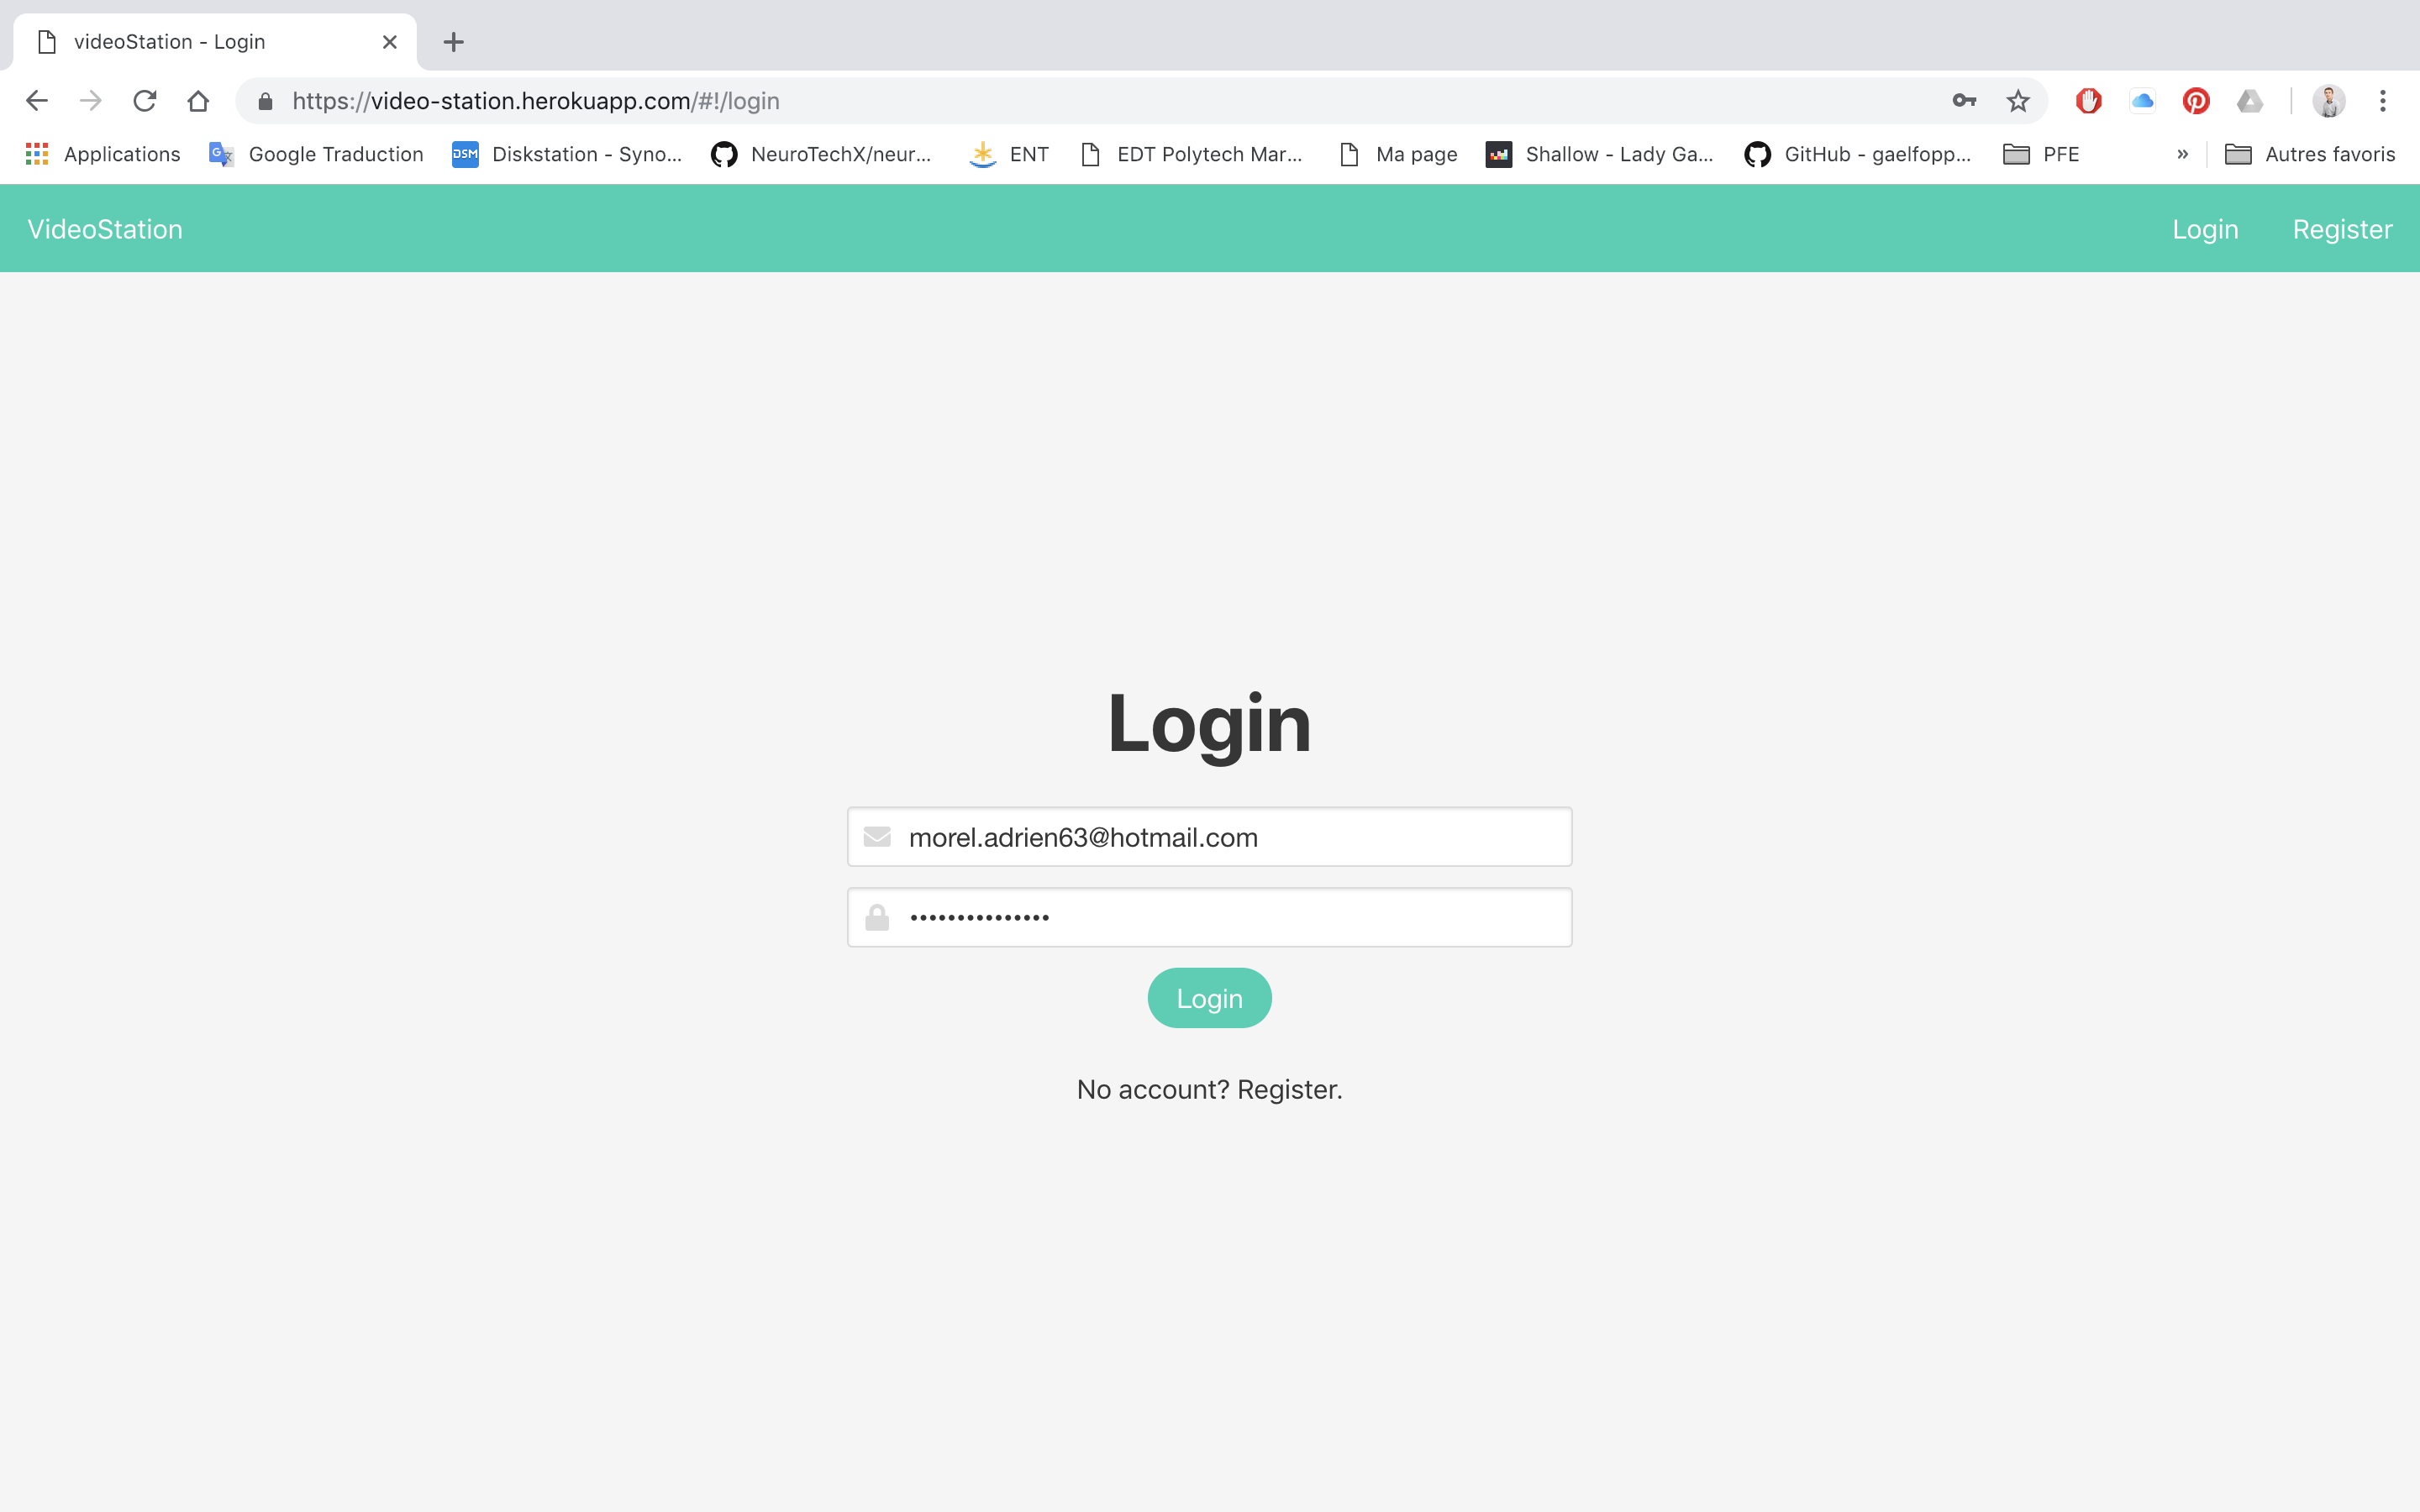 videoStation - Login
https://video-station.herokuapp.com/#!/login
Applications Google Traduction DSM Diskstation - Syno... NeuroTechX/neur... ENT EDT Polytech Mar... Ma page Shallow - Lady Ga... GitHub - gaelfopp... PFE » Autres favoris
VideoStation Login Register
Login
morel.adrien63@hotmail.com
•••••••••••••••
Login
No account? Register.